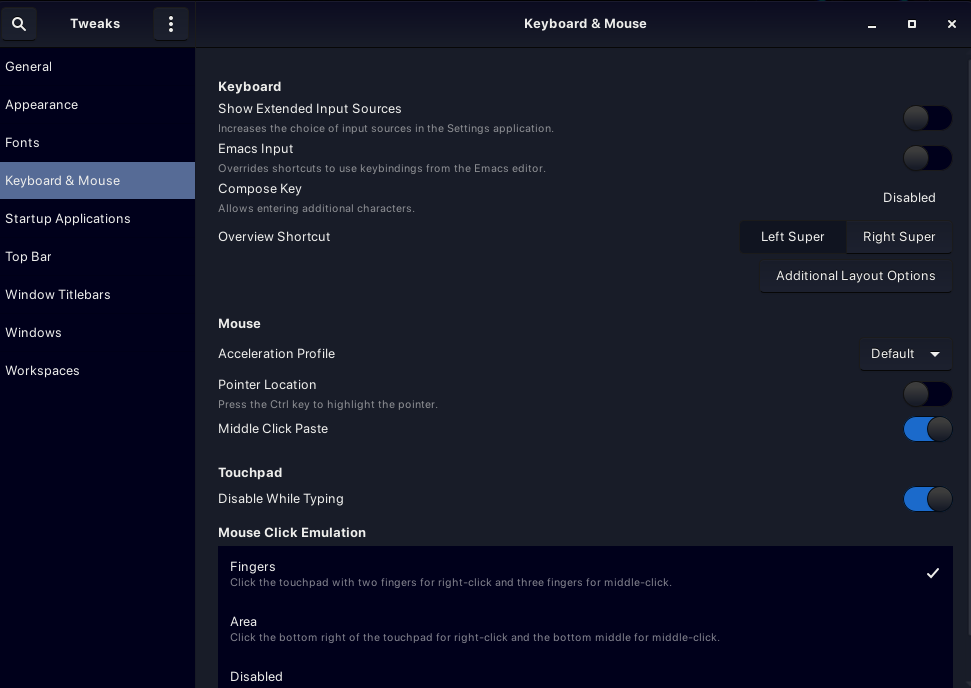 Tweaks
Keyboard & Mouse
General
Appearance
Fonts
Keyboard & Mouse
Startup Applications
Top Bar
Window Titlebars
Windows
Workspaces
Keyboard
Show Extended Input Sources
Increases the choice of input sources in the Settings application.
Emacs Input
Overrides shortcuts to use keybindings from the Emacs editor.
Compose Key
Allows entering additional characters.
Disabled
Overview Shortcut
Left Super
Right Super
Additional Layout Options
Mouse
Acceleration Profile
Default
Pointer Location
Press the Ctrl key to highlight the pointer.
Middle Click Paste
Touchpad
Disable While Typing
Mouse Click Emulation
Fingers
Click the touchpad with two fingers for right-click and three fingers for middle-click.
Area
Click the bottom right of the touchpad for right-click and the bottom middle for middle-click.
Disabled